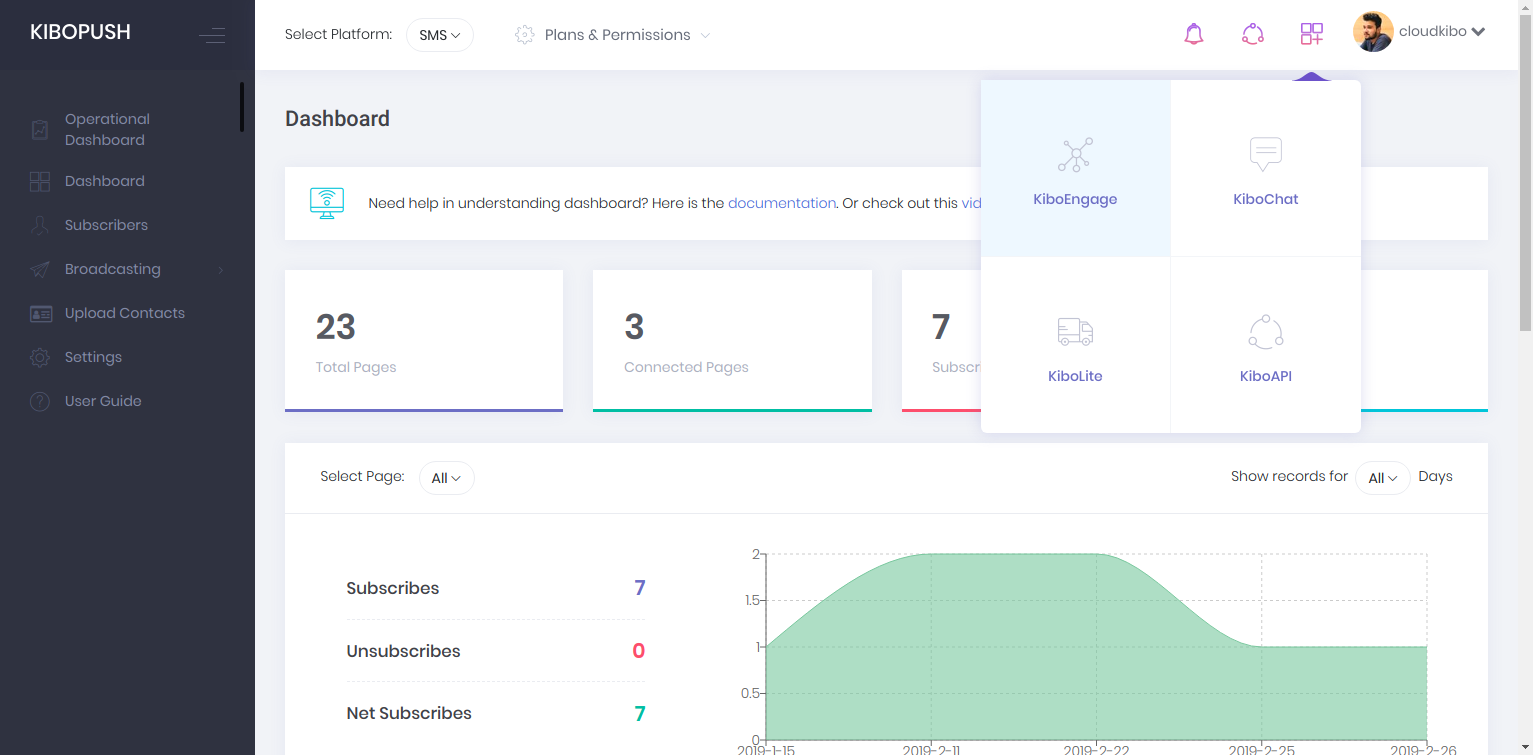 KIBOPUSH
Select Platform:
SMS
Plans & Permissions
cloudkibo
Operational
Dashboard
Dashboard
Subscribers
Broadcasting
Upload Contacts
Settings
User Guide
Dashboard
Need help in understanding dashboard? Here is the documentation. Or check out this vid
KiboEngage
KiboChat
KiboLite
KiboAPI
23
Total Pages
3
Connected Pages
7
Subscri
Select Page:
All
Show records for
All
Days
Subscribes
7
Unsubscribes
0
Net Subscribes
7
2
1.5
1
0.5
0
2019-1-15
2019-2-11
2019-2-22
2019-2-25
2019-2-26